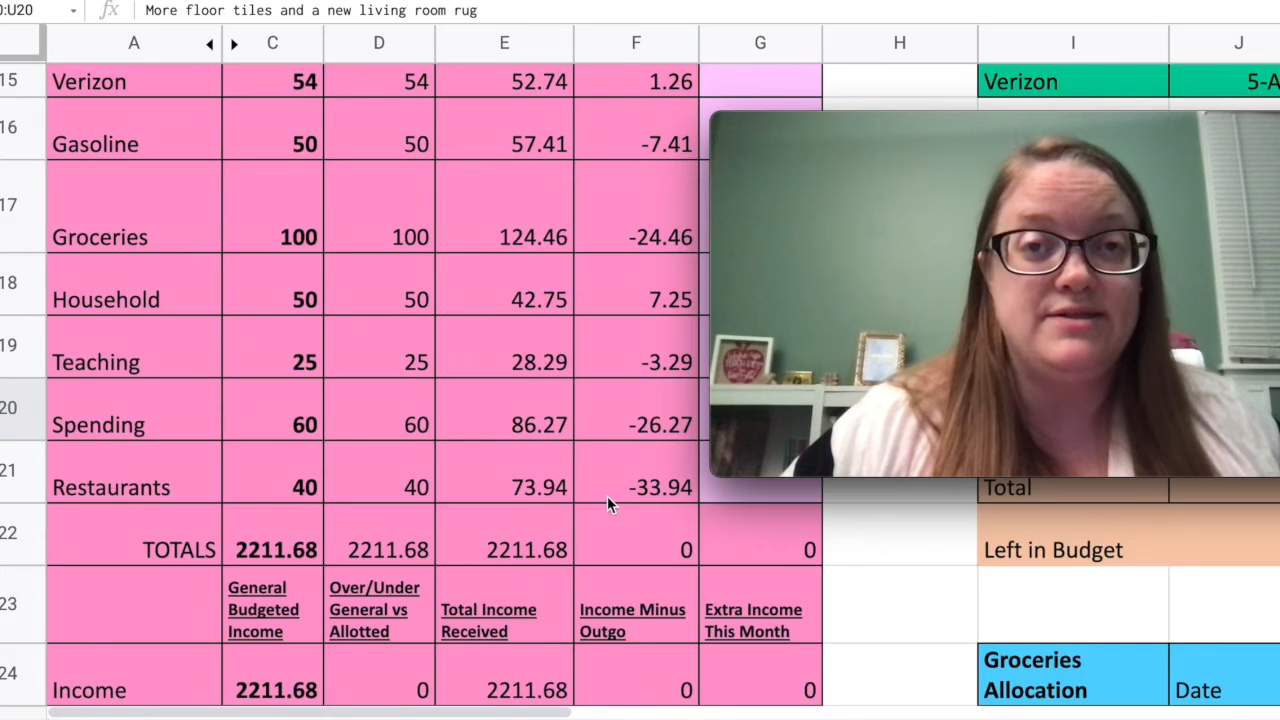 0:U20 fx More floor tiles and a new living room rug
A C D E F G H I J
15 Verizon 54 54 52.74 1.26 Verizon 5-A
16 Gasoline 50 50 57.41 -7.41
17 Groceries 100 100 124.46 -24.46
18 Household 50 50 42.75 7.25
19 Teaching 25 25 28.29 -3.29
20 Spending 60 60 86.27 -26.27
21 Restaurants 40 40 73.94 -33.94 Total
22 TOTALS 2211.68 2211.68 2211.68 0 0 Left in Budget
23 General Over/Under
Budgeted General vs Total Income Income Minus Extra Income
Income Allotted Received Outgo This Month
Groceries
24 Income 2211.68 0 2211.68 0 0 Allocation Date